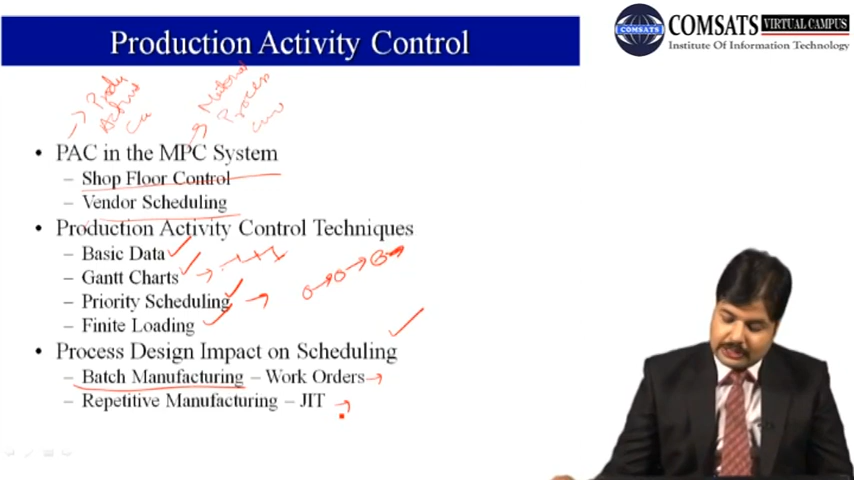 Production Activity Control
COMSATS VIRTUAL CAMPUS
Institute Of Information Technology
COMSATS
Material
Process
• PAC in the MPC System
– Shop Floor Control
– Vendor Scheduling
• Production Activity Control Techniques
– Basic Data
– Gantt Charts
– Priority Scheduling
– Finite Loading
• Process Design Impact on Scheduling
– Batch Manufacturing – Work Orders
– Repetitive Manufacturing – JIT